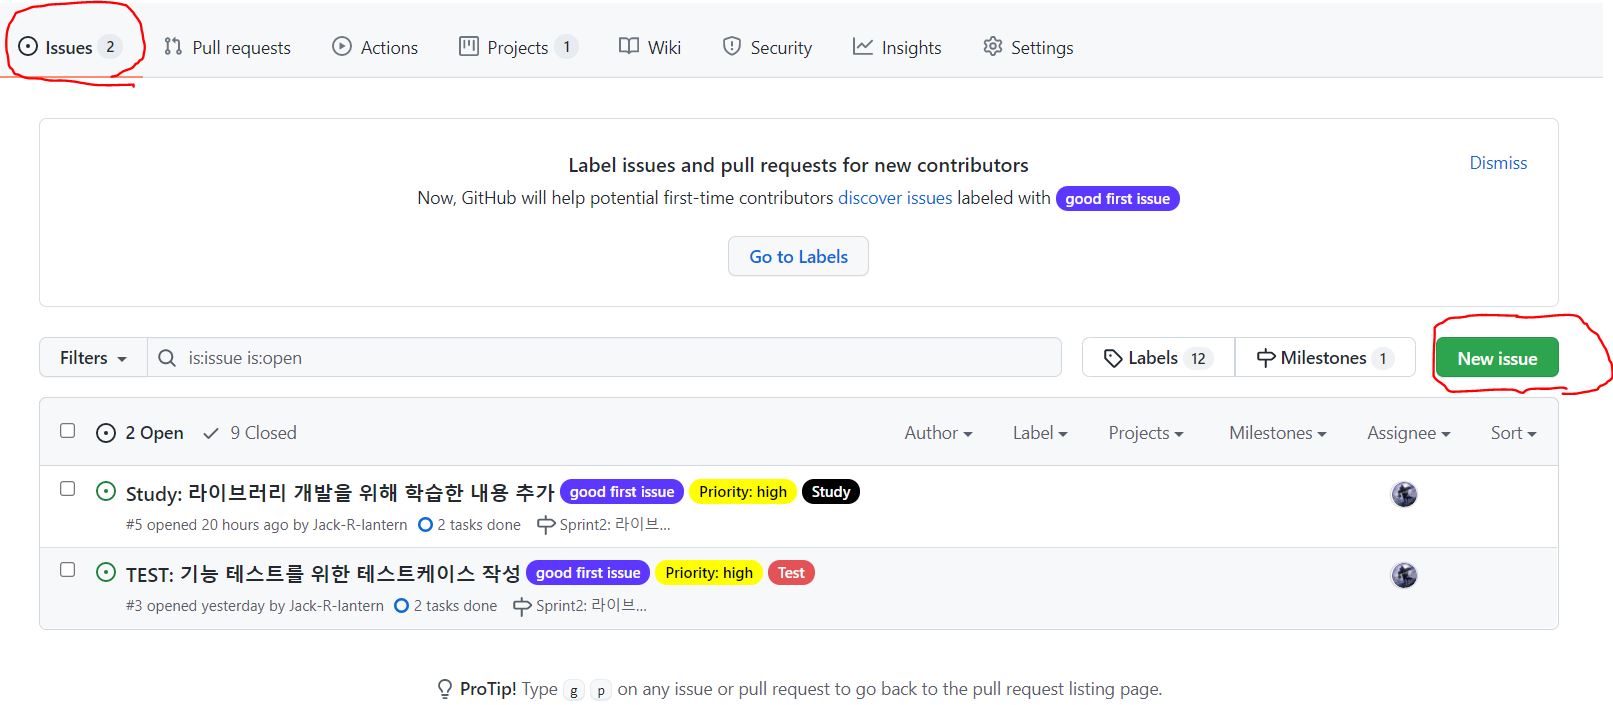 Issues 2 Pull requests Actions Projects 1 Wiki Security Insights Settings
Label issues and pull requests for new contributors
Dismiss
Now, GitHub will help potential first-time contributors discover issues labeled with good first issue
Go to Labels
Filters is:issue is:open Labels 12 Milestones 1 New issue
2 Open 9 Closed Author Label Projects Milestones Assignee Sort
Study: 라이브러리 개발을 위해 학습한 내용 추가 good first issue Priority: high Study
#5 opened 20 hours ago by Jack-R-lantern 2 tasks done Sprint2: 라이브...
TEST: 기능 테스트를 위한 테스트케이스 작성 good first issue Priority: high Test
#3 opened yesterday by Jack-R-lantern 2 tasks done Sprint2: 라이브...
ProTip! Type g p on any issue or pull request to go back to the pull request listing page.